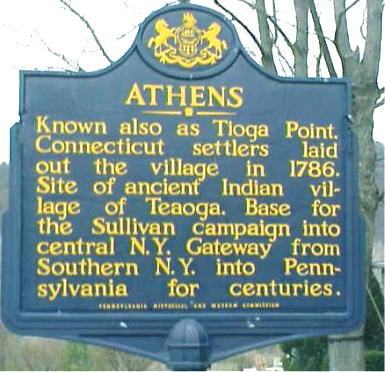 ATHENS
Known also as Tioga Point.
Connecticut settlers laid
out the village in 1786.
Site of ancient Indian vil-
lage of Teaoga. Base for
the Sullivan campaign into
central N.Y. Gateway from
Southern N.Y. into Penn-
sylvania for centuries.
PENNSYLVANIA HISTORICAL AND MUSEUM COMMISSION